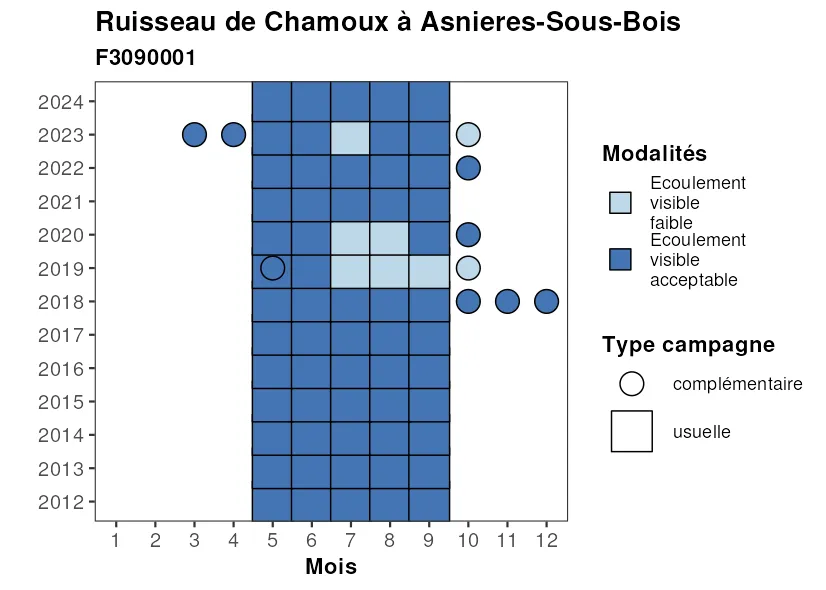 Ruisseau de Chamoux à Asnieres-Sous-Bois
F3090001
2024
2023
2022
2021
2020
2019
2018
2017
2016
2015
2014
2013
2012
1 2 3 4 5 6 7 8 9 10 11 12
Mois
Modalités
Ecoulement
visible
faible
Ecoulement
visible
acceptable
Type campagne
complémentaire
usuelle